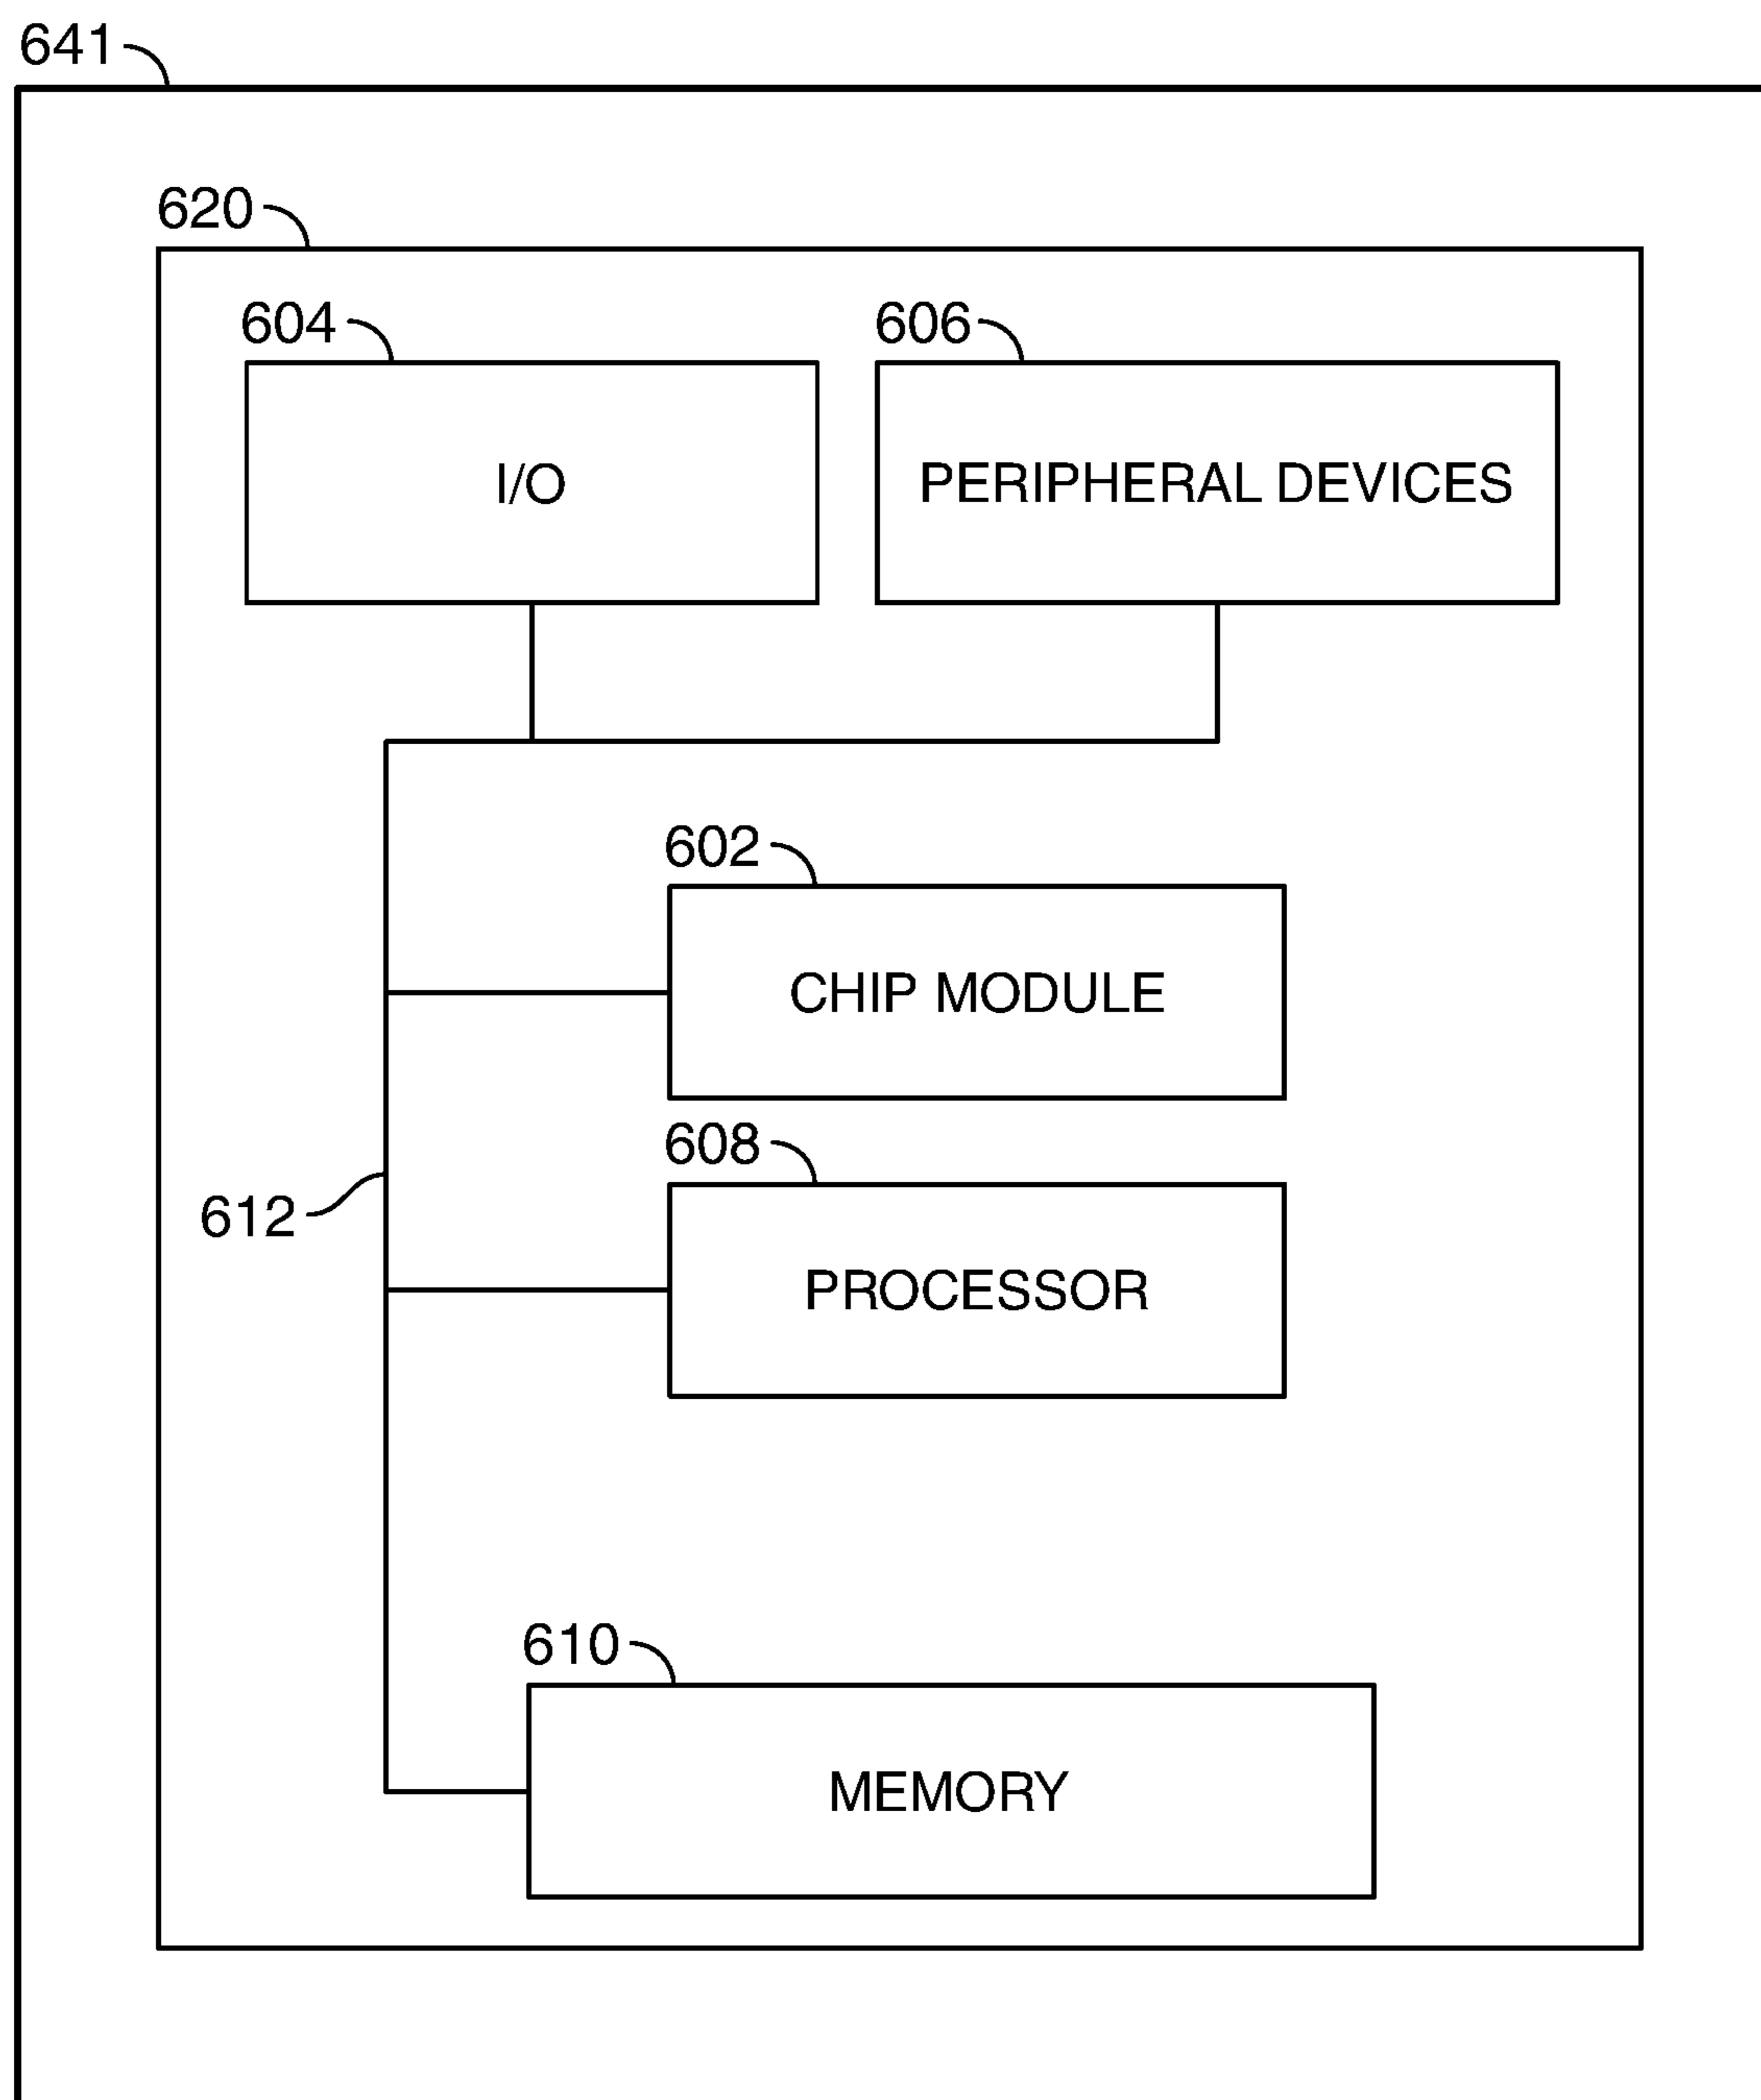 641
620
604
606
I/O
PERIPHERAL DEVICES
602
CHIP MODULE
608
612
PROCESSOR
610
MEMORY